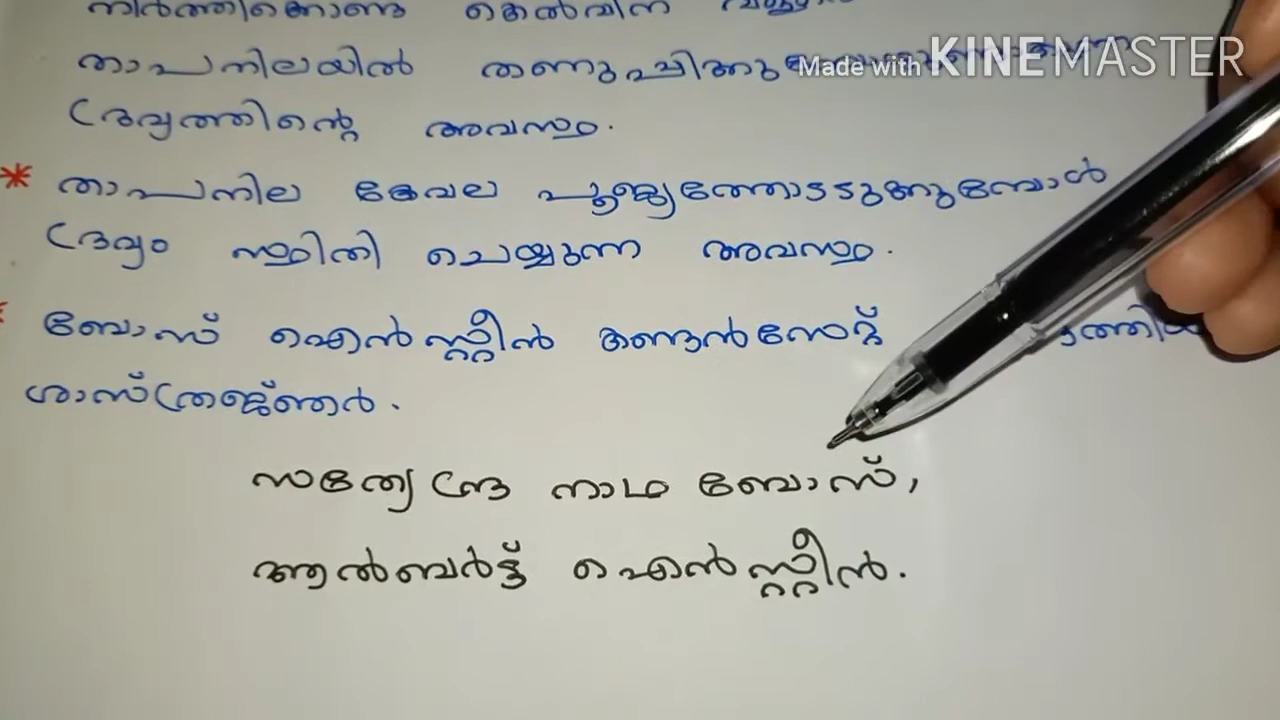 താപനിലയിൽ
Made with KINEMASTER
ദ്രവ്യത്തിന്റെ അവസ്ഥ.
* താപനില കേവല പൂജ്യത്തോടടുക്കുമ്പോൾ
ദ്രവ്യം സ്ഥിതി ചെയ്യുന്ന അവസ്ഥ.
ബോസ് ഐൻസ്റ്റീൻ കണ്ടൻസേറ്റ്
ശാസ്ത്രജ്ഞർ.
സത്യേന്ദ്ര നാഥ ബോസ്,
ആൽബർട്ട് ഐൻസ്റ്റീൻ.